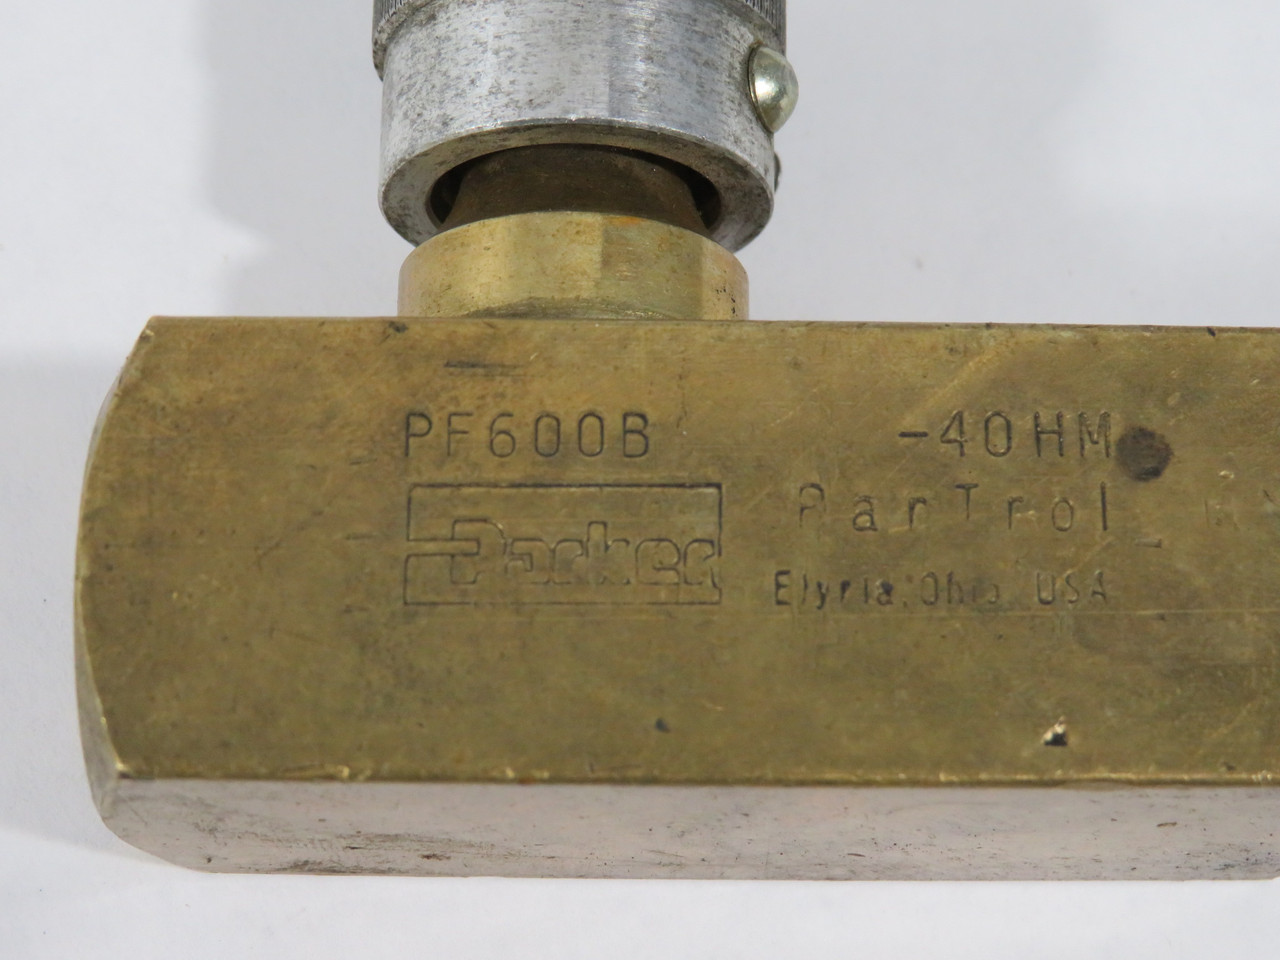 PF600B -40HM
Parker
ParTrol
Elyria, Ohio USA